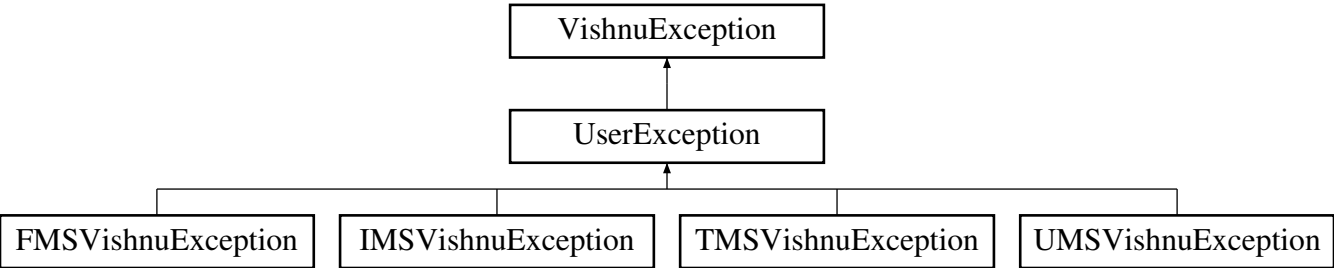 VishnuException
UserException
FMSVishnuException
IMSVishnuException
TMSVishnuException
UMSVishnuException